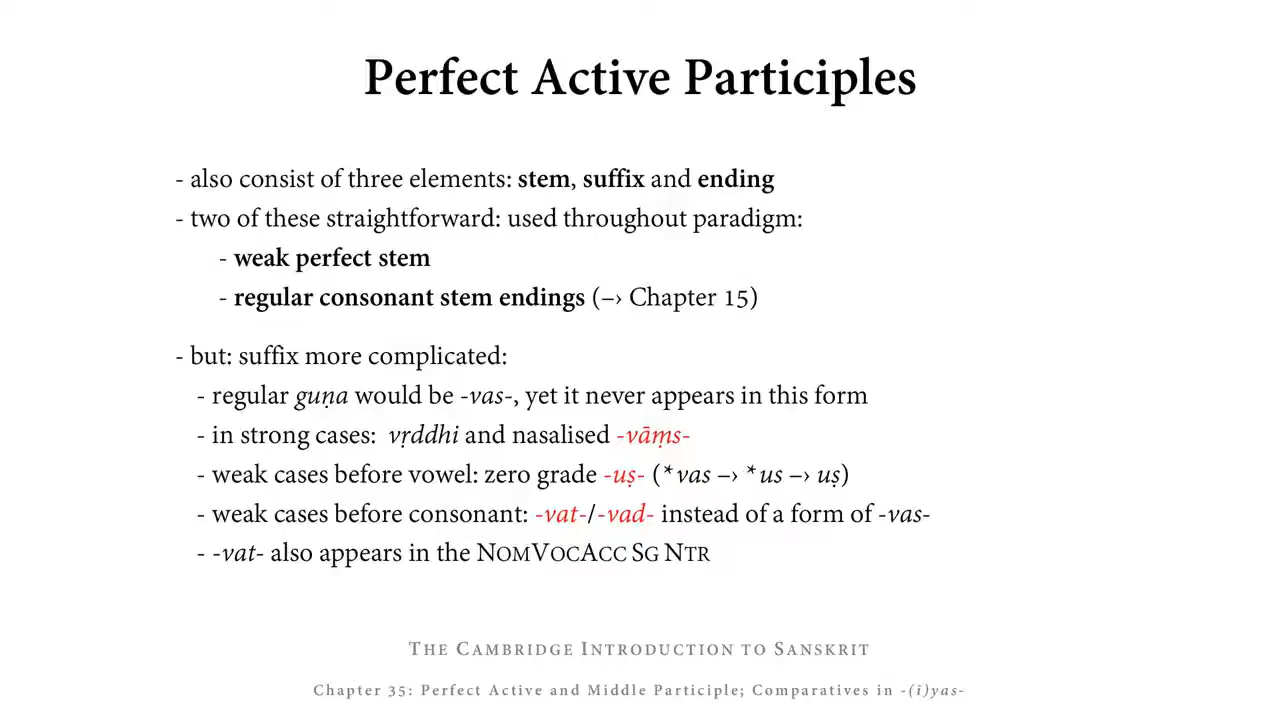 Perfect Active Participles
- also consist of three elements: stem, suffix and ending
- two of these straightforward: used throughout paradigm:
- weak perfect stem
- regular consonant stem endings (–› Chapter 15)
- but: suffix more complicated:
- regular guṇa would be -vas-, yet it never appears in this form
- in strong cases: vṛddhi and nasalised -vāṃs-
- weak cases before vowel: zero grade -uṣ- (*vas –› *us –› uṣ)
- weak cases before consonant: -vat-/-vad- instead of a form of -vas-
- -vat- also appears in the NomVocAcc Sg Ntr
The Cambridge Introduction to Sanskrit
Chapter 35: Perfect Active and Middle Participle; Comparatives in -(ī)yas-